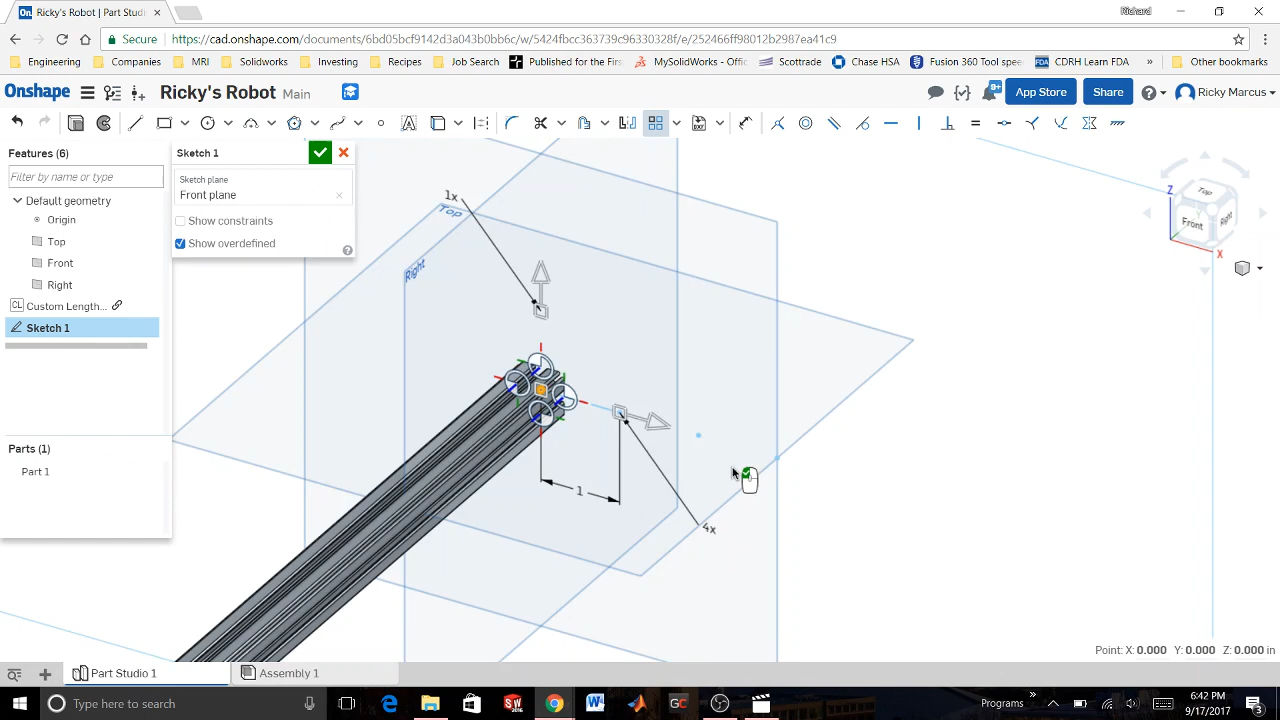 Ricky's Robot | Part Studi
Richard
Secure
https://cad.onshape.com/documents/6bd05bcf9142d3a043b0bb6c/w/5424fbcc363739c96330328f/e/252466ff98012b2987ea41c9
Engineering
Companies
MRI
Solidworks
Investing
Recipes
Job Search
Published for the Firs
MySolidWorks - Offic
Scottrade
Chase HSA
Fusion 360 Tool spee
CDRH LADR FDA
Other bookmarks
Onshape
Ricky's Robot Main
App Store
Share
Ricky Marcus
Features (6)
Filter by name or type
Default geometry
Origin
Top
Front
Right
Custom Length...
Sketch 1
Parts (1)
Part 1
Sketch 1
Sketch plane
Front plane
Show constraints
Show overdefined
1x
Top
Right
1
4x
Z
Top
Front
Right
X
Point: X: 0.000 Y: 0.000 Z: 0.000 in
Part Studio 1
Assembly 1
Type here to search
Programs
6:42 PM
9/17/2017
3